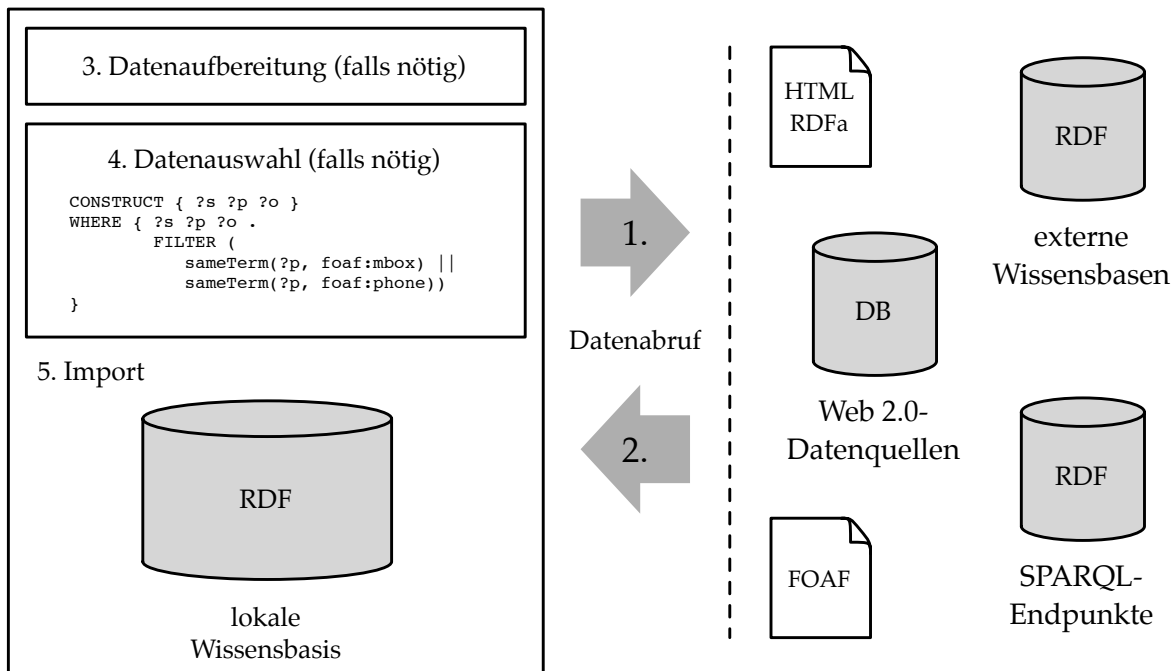 3. Datenaufbereitung (falls nötig)
4. Datenauswahl (falls nötig)
CONSTRUCT { ?s ?p ?o }
WHERE { ?s ?p ?o .
FILTER (
sameTerm(?p, foaf:mbox) ||
sameTerm(?p, foaf:phone))
}
5. Import
RDF
lokale
Wissensbasis
1.
Datenabruf
2.
HTML
RDFa
RDF
externe
Wissensbasen
DB
Web 2.0-
Datenquellen
RDF
SPARQL-
Endpunkte
FOAF